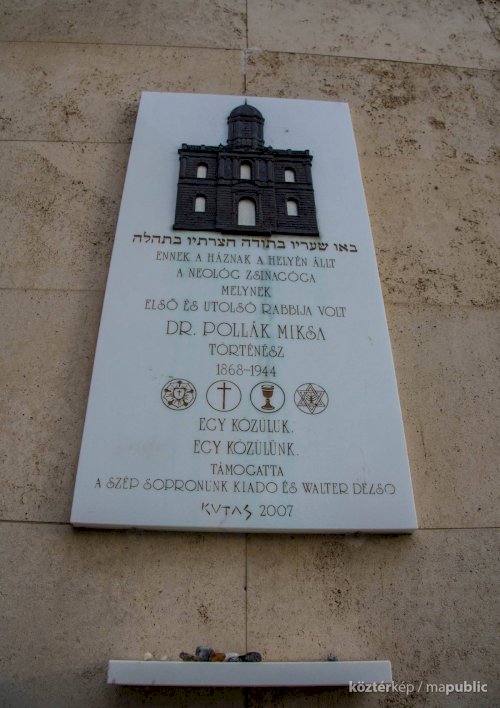 באו שעריו בתודה חצרתיו בתהלה
ENNEK A HÁZNAK A HELYÉN ÁLLT
A NEOLÓG ZSINAGÓGA
MELYNEK
ELSŐ ÉS UTOLSÓ RABBIJA VOLT
DR. POLLÁK MIKSA
TÖRTÉNÉSZ
1868-1944
EGY KÖZÜLÜK.
EGY KÖZÜLÜNK.
TÁMOGATTA
A SZÉP SOPRONUNK KIADÓ ÉS WALTER DEZSŐ
KUTAS 2007
köztérkép / mapublic